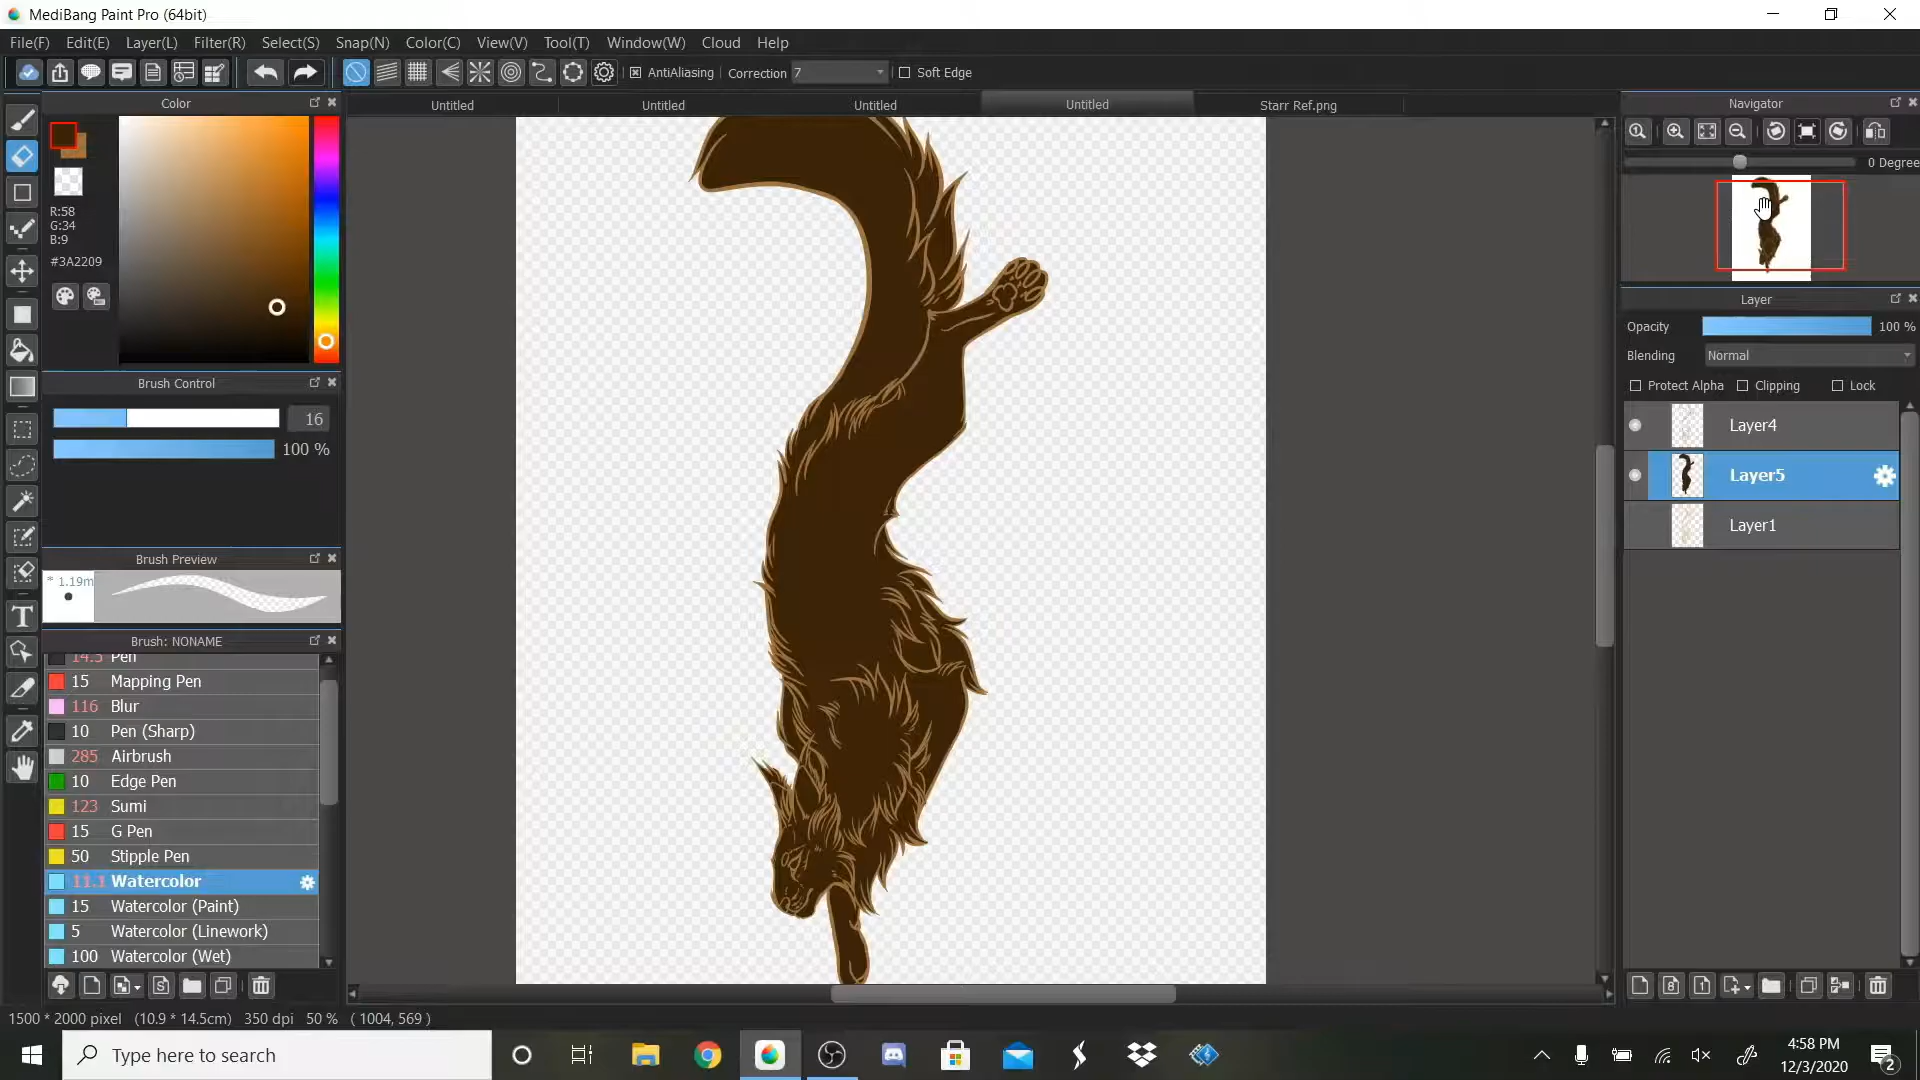 MediBang Paint Pro (64bit)
File(F) Edit(E) Layer(L) Filter(R) Select(S) Snap(N) Color(C) View(V) Tool(T) Window(W) Cloud Help
AntiAliasing Correction 7 Soft Edge
Color
Untitled Untitled Untitled Untitled Starr Ref.png
Navigator
0 Degree
R:58
G:34
B:9
#3A2209
Layer
Opacity 100 %
Blending Normal
Protect Alpha Clipping Lock
Layer4
Layer5
Layer1
Brush Control
16
100 %
Brush Preview
* 1.19m
Brush: NONAME
14.5 Pen
15 Mapping Pen
116 Blur
10 Pen (Sharp)
285 Airbrush
10 Edge Pen
123 Sumi
15 G Pen
50 Stipple Pen
11.1 Watercolor
15 Watercolor (Paint)
5 Watercolor (Linework)
100 Watercolor (Wet)
1500 * 2000 pixel (10.9 * 14.5cm) 350 dpi 50 % ( 1004, 569 )
Type here to search
4:58 PM
12/3/2020
2